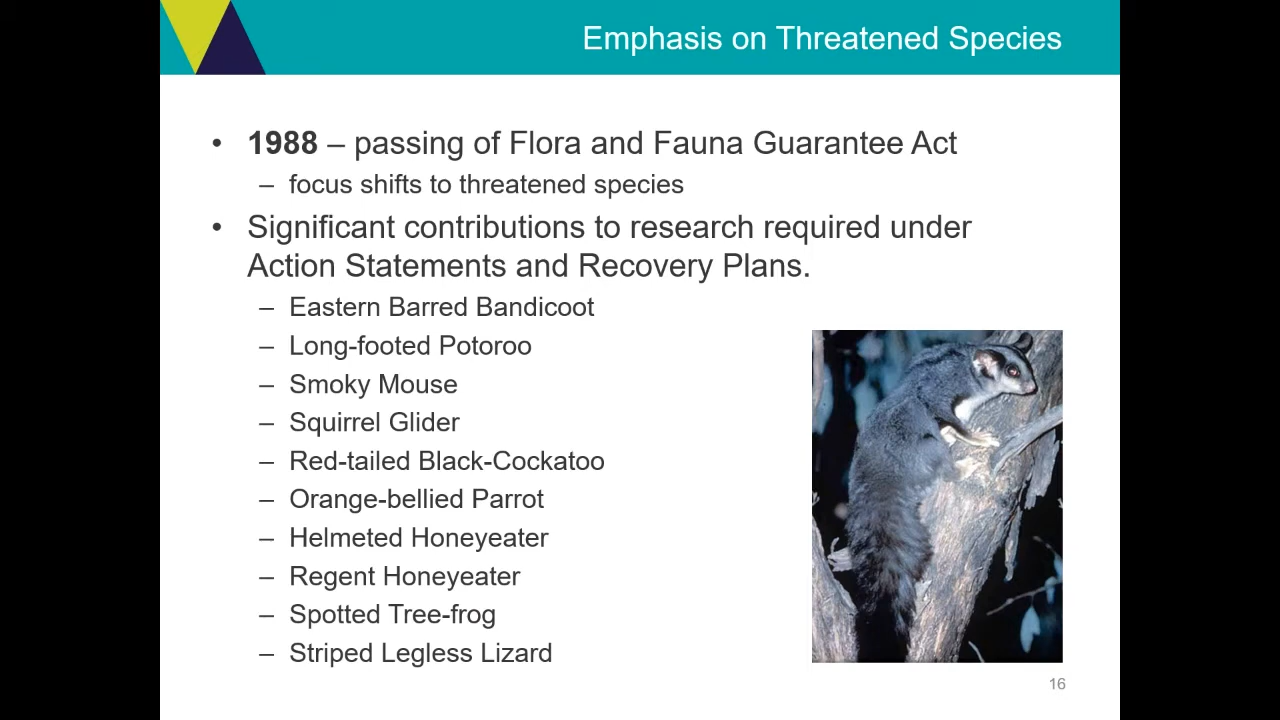 Emphasis on Threatened Species
• 1988 – passing of Flora and Fauna Guarantee Act
– focus shifts to threatened species
• Significant contributions to research required under
Action Statements and Recovery Plans.
– Eastern Barred Bandicoot
– Long-footed Potoroo
– Smoky Mouse
– Squirrel Glider
– Red-tailed Black-Cockatoo
– Orange-bellied Parrot
– Helmeted Honeyeater
– Regent Honeyeater
– Spotted Tree-frog
– Striped Legless Lizard
16